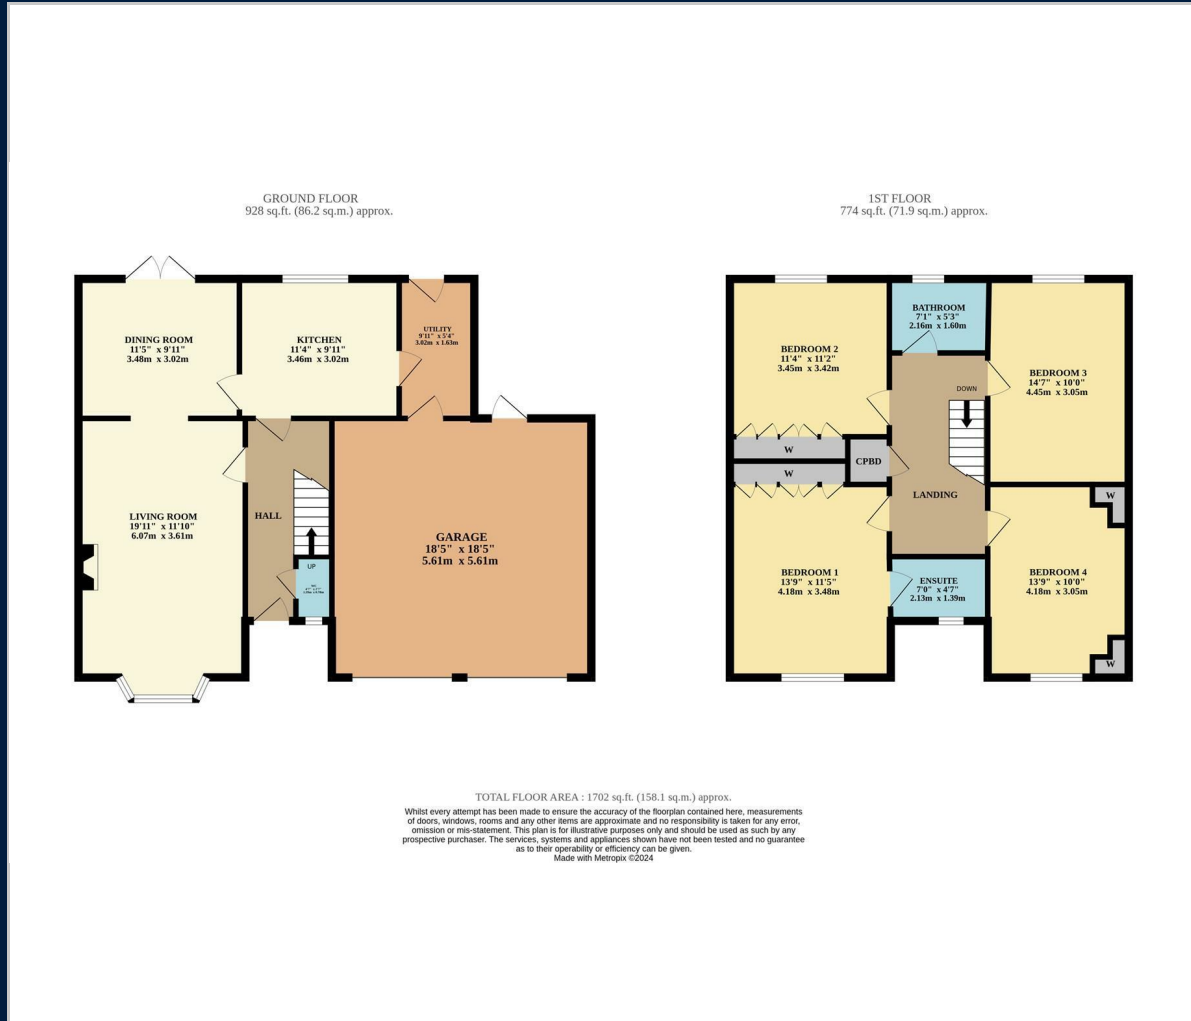 GROUND FLOOR
928 sq.ft. (86.2 sq.m.) approx.
1ST FLOOR
774 sq.ft. (71.9 sq.m.) approx.
DINING ROOM
11'5" x 9'11"
3.48m x 3.02m
KITCHEN
11'4" x 9'11"
3.46m x 3.02m
UTILITY
9'11" x 5'4"
3.02m x 1.63m
LIVING ROOM
19'11" x 11'10"
6.07m x 3.61m
HALL
UP
GARAGE
18'5" x 18'5"
5.61m x 5.61m
BEDROOM 2
11'4" x 11'2"
3.45m x 3.42m
BATHROOM
7'1" x 5'3"
2.16m x 1.60m
BEDROOM 3
14'7" x 10'0"
4.45m x 3.05m
DOWN
W
W
CPBD
LANDING
W
BEDROOM 1
13'9" x 11'5"
4.18m x 3.48m
ENSUITE
7'0" x 4'7"
2.13m x 1.39m
BEDROOM 4
13'9" x 10'0"
4.18m x 3.05m
W
TOTAL FLOOR AREA : 1702 sq.ft. (158.1 sq.m.) approx.
Whilst every attempt has been made to ensure the accuracy of the floorplan contained here, measurements
of doors, windows, rooms and any other items are approximate and no responsibility is taken for any error,
omission or mis-statement. This plan is for illustrative purposes only and should be used as such by any
prospective purchaser. The services, systems and appliances shown have not been tested and no guarantee
as to their operability or efficiency can be given.
Made with Metropix ©2024